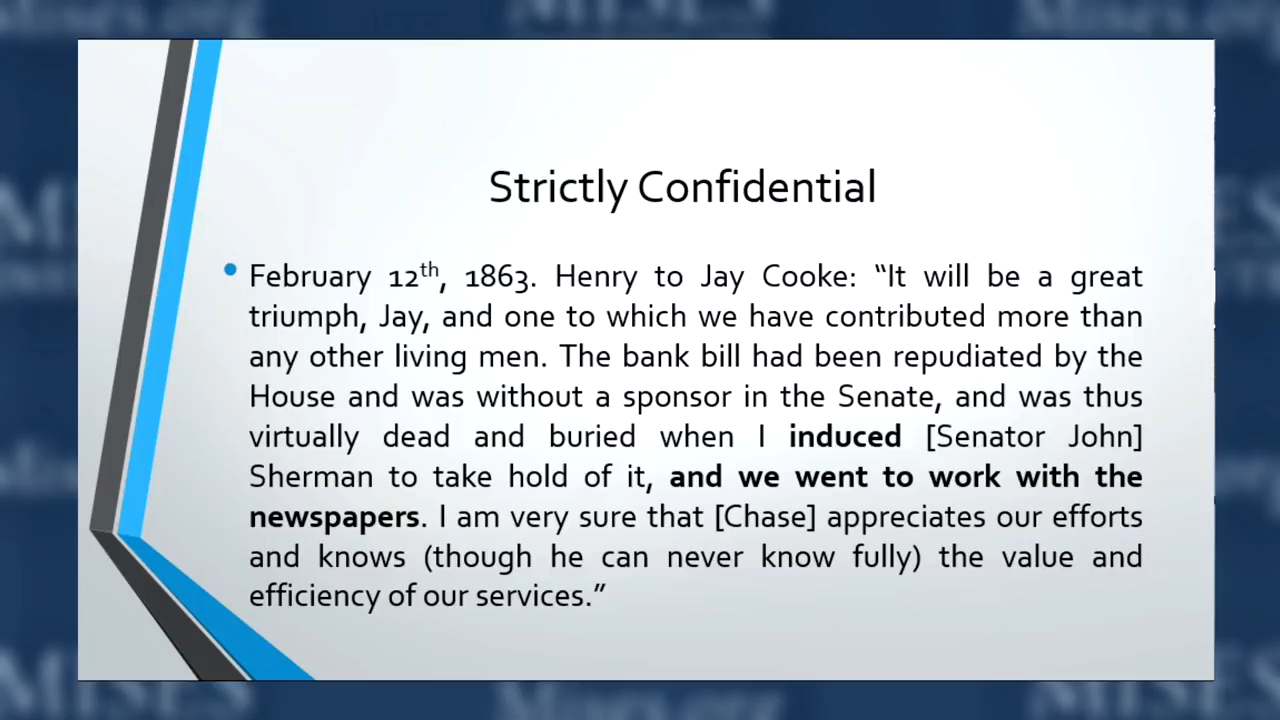 Mises.org
Strictly Confidential
February 12th, 1863. Henry to Jay Cooke: “It will be a great
triumph, Jay, and one to which we have contributed more than
any other living men. The bank bill had been repudiated by the
House and was without a sponsor in the Senate, and was thus
virtually dead and buried when I induced [Senator John]
Sherman to take hold of it, and we went to work with the
newspapers. I am very sure that [Chase] appreciates our efforts
and knows (though he can never know fully) the value and
efficiency of our services.”